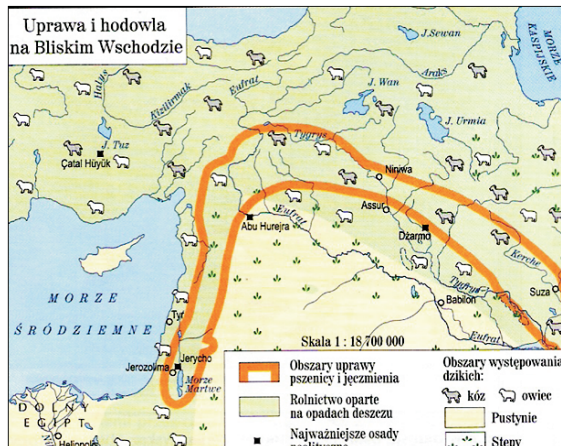 Uprawa i hodowla
na Bliskim Wschodzie
MORZE
KASPIJSKIE
J. Sewan
Araks
Halys
Kizilirmak
Eufrat
J. Wan
J. Urmia
J. Tuz
Çatal Hüyük
Tygrys
Niniwa
Assur
Abu Hurejra
Eufrat
Dżarmo
Kerche
Tygrys
Suza
Babilon
Eufrat
MORZE
ŚRÓDZIEMNE
Tyr
Jerycho
Jerozolima
Morze
Martwe
DOLNY
EGIPT
Heliopolis
Skala 1 : 18 700 000
Obszary uprawy
pszenicy i jęczmienia
Rolnictwo oparte
na opadach deszczu
Najważniejsze osady
Obszary występowania
dzikich:
kóz
owiec
Pustynie
Stepy